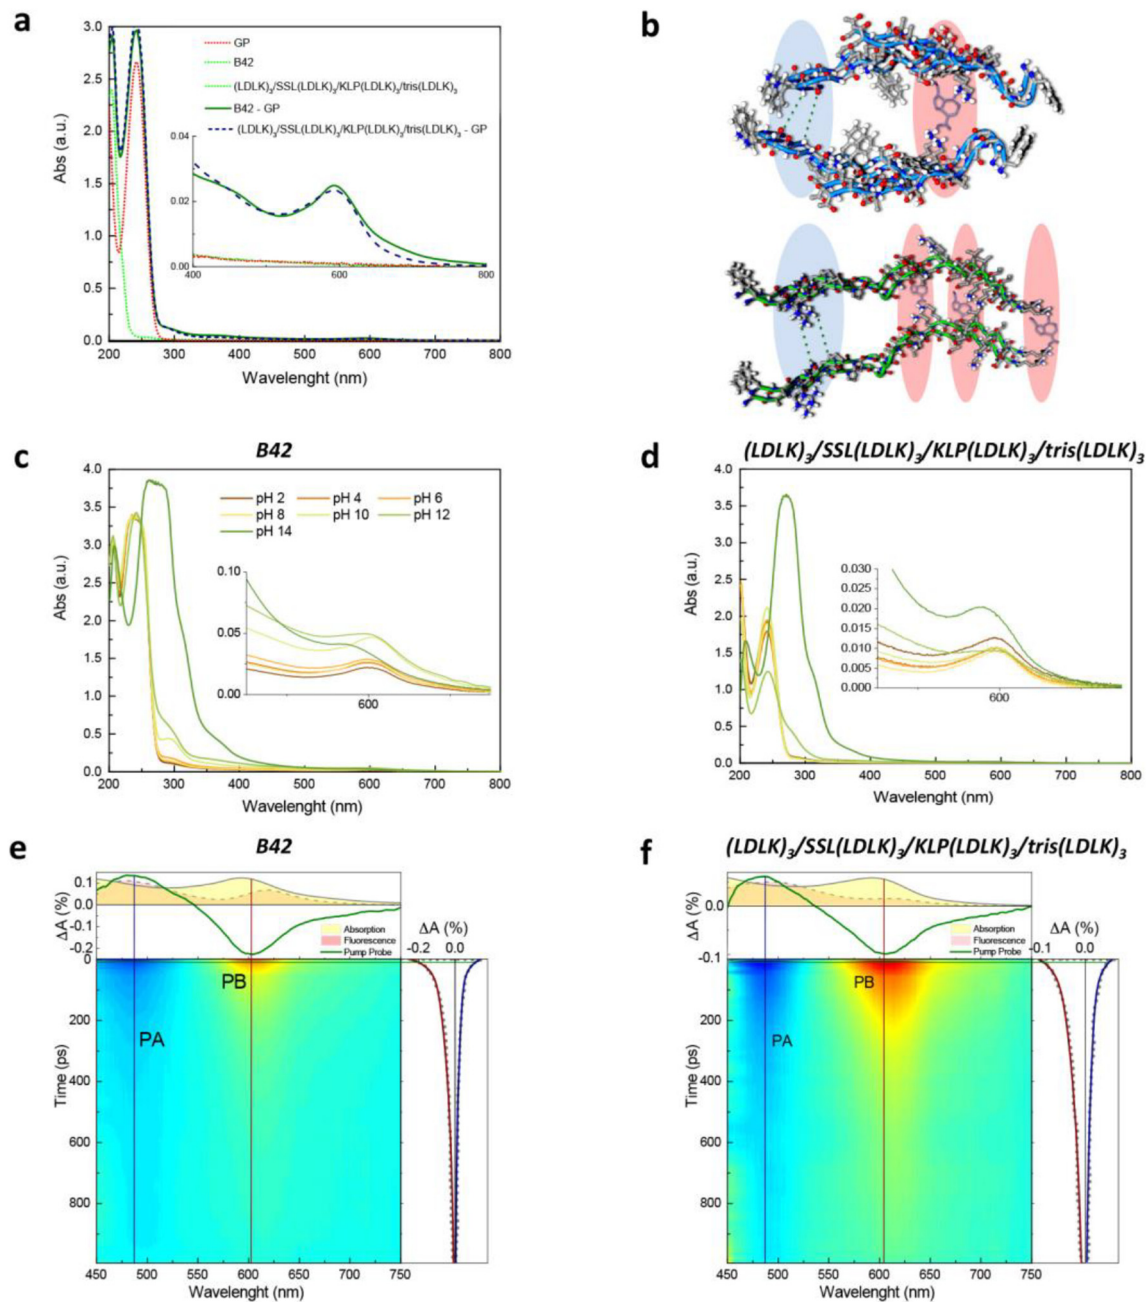 a
3.0
2.5
2.0
1.5
1.0
0.5
0.0
Abs (a.u.)
GP
B42
(LDLK)₃/SSL(LDLK)₃/KLP(LDLK)₃/tris(LDLK)₃
B42 - GP
(LDLK)₃/SSL(LDLK)₃/KLP(LDLK)₃/tris(LDLK)₃ - GP
0.04
0.02
0.00
400 600 800
200 300 400 500 600 700 800
Wavelenght (nm)
b
c
B42
4.0
3.5
3.0
2.5
2.0
1.5
1.0
0.5
0.0
Abs (a.u.)
pH 2 pH 4 pH 6
pH 8 pH 10 pH 12
pH 14
0.10
0.05
0.00
600
200 300 400 500 600 700 800
Wavelenght (nm)
d
(LDLK)₃/SSL(LDLK)₃/KLP(LDLK)₃/tris(LDLK)₃
4.0
3.5
3.0
2.5
2.0
1.5
1.0
0.5
0.0
Abs (a.u.)
0.030
0.025
0.020
0.015
0.010
0.005
0.000
600
200 300 400 500 600 700 800
Wavelenght (nm)
e
B42
0.1
0.0
-0.1
-0.2
ΔA (%)
Absorption
Fluorescence
Pump Probe
ΔA (%)
-0.2 0.0
0
200
400
600
800
Time (ps)
PB
PA
450 500 550 600 650 700 750
Wavelenght (nm)
f
(LDLK)₃/SSL(LDLK)₃/KLP(LDLK)₃/tris(LDLK)₃
0.0
-0.1
ΔA (%)
Absorption
Fluorescence
Pump Probe
ΔA (%)
-0.1 0.0
0
200
400
600
800
Time (ps)
PB
PA
450 500 550 600 650 700 750
Wavelenght (nm)